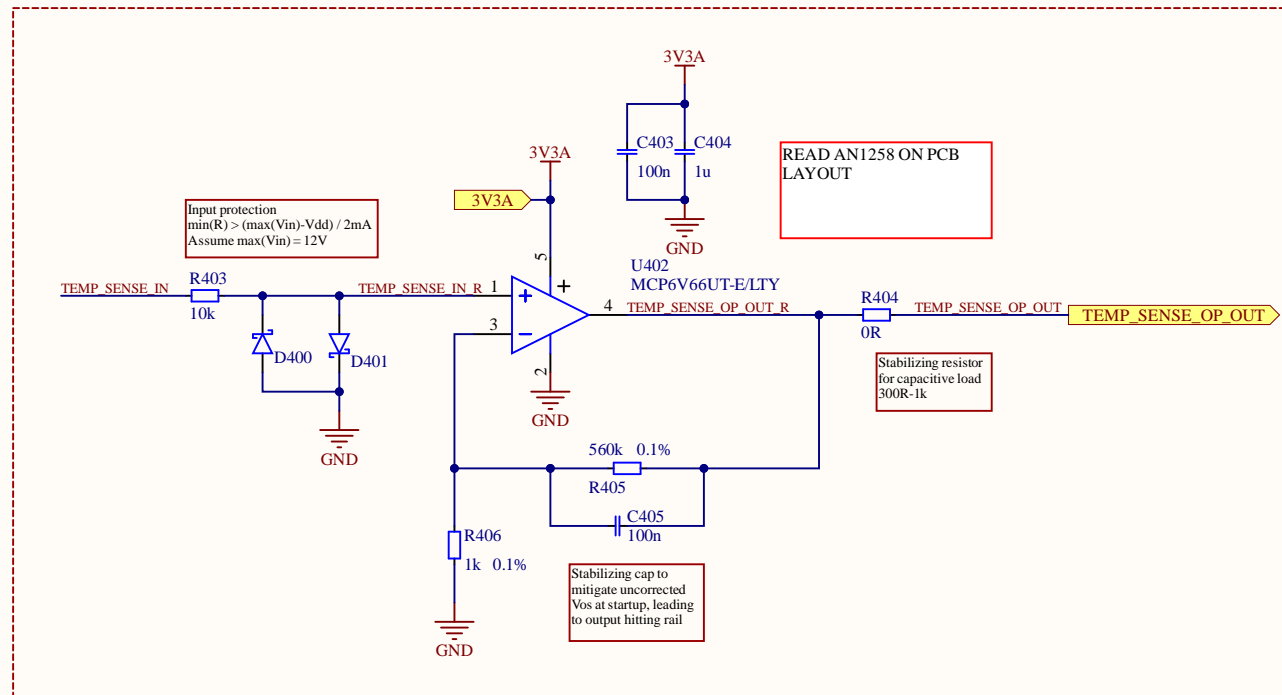 3V3A
C403
100n
C404
1u
GND
READ AN1258 ON PCB
LAYOUT
3V3A
3V3A
Input protection
min(R) > (max(Vin)-Vdd) / 2mA
Assume max(Vin) = 12V
U402
MCP6V66UT-E/LTY
TEMP_SENSE_IN
R403
10k
TEMP_SENSE_IN_R
1
3
5
2
4
+
+
−
TEMP_SENSE_OP_OUT_R
R404
0R
TEMP_SENSE_OP_OUT
TEMP_SENSE_OP_OUT
D400
D401
GND
GND
Stabilizing resistor
for capacitive load
300R-1k
560k 0.1%
R405
C405
100n
R406
1k 0.1%
GND
Stabilizing cap to
mitigate uncorrected
Vos at startup, leading
to output hitting rail